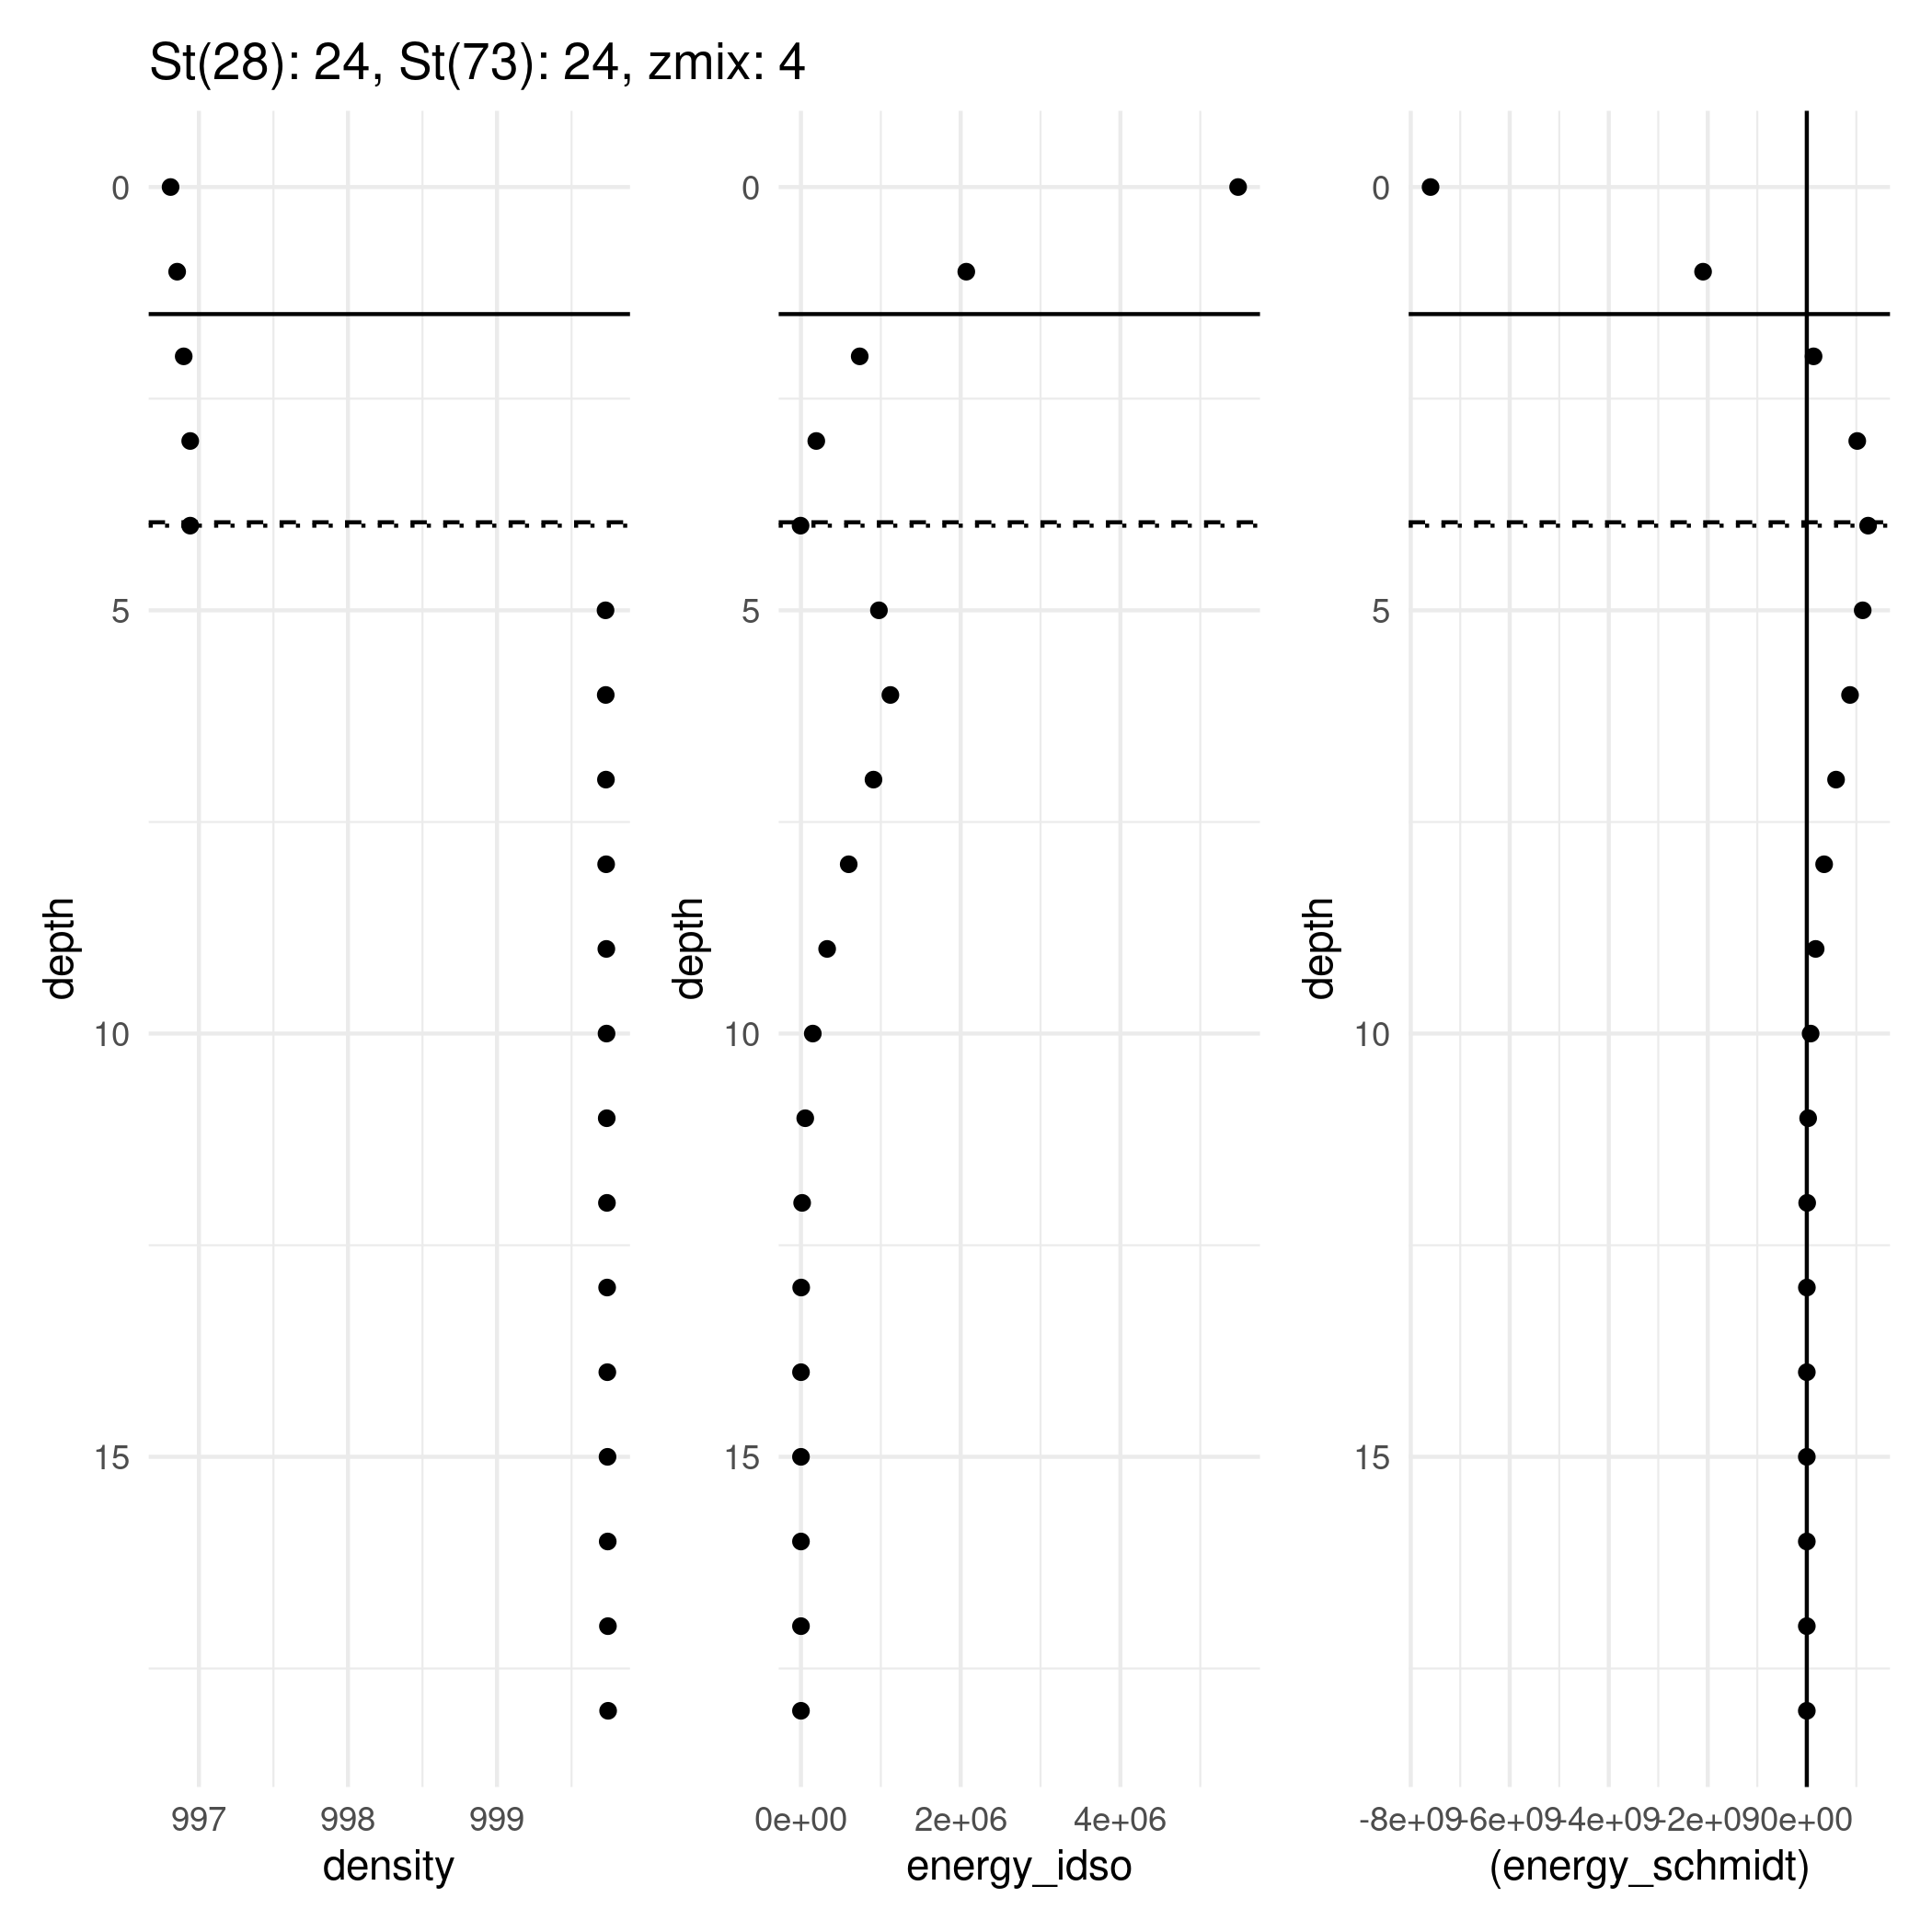 St(28): 24, St(73): 24, zmix: 4
0
5
10
15
depth
997 998 999
density
0
5
10
15
depth
0e+00 2e+06 4e+06
energy_idso
0
5
10
15
depth
-8e+09 -6e+09 -4e+09 -2e+09 0e+00
(energy_schmidt)